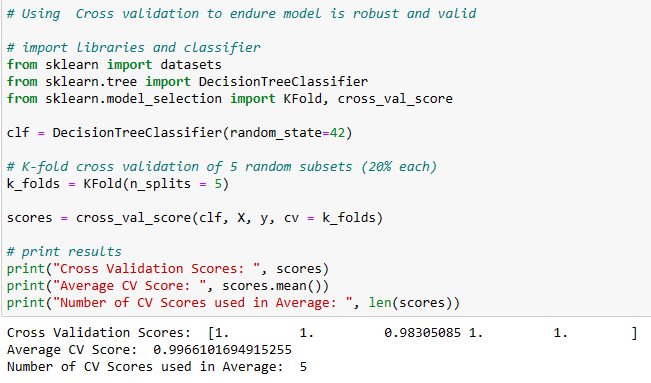 # Using  Cross validation to endure model is robust and valid
# import libraries and classifier
from sklearn import datasets
from sklearn.tree import DecisionTreeClassifier
from sklearn.model_selection import KFold, cross_val_score
clf = DecisionTreeClassifier(random_state=42)
# K-fold cross validation of 5 random subsets (20% each)
k_folds = KFold(n_splits = 5)
scores = cross_val_score(clf, X, y, cv = k_folds)
# print results
print("Cross Validation Scores: ", scores)
print("Average CV Score: ", scores.mean())
print("Number of CV Scores used in Average: ", len(scores))
Cross Validation Scores:  [1.         1.         0.98305085 1.         1.        ]
Average CV Score:  0.9966101694915255
Number of CV Scores used in Average:  5